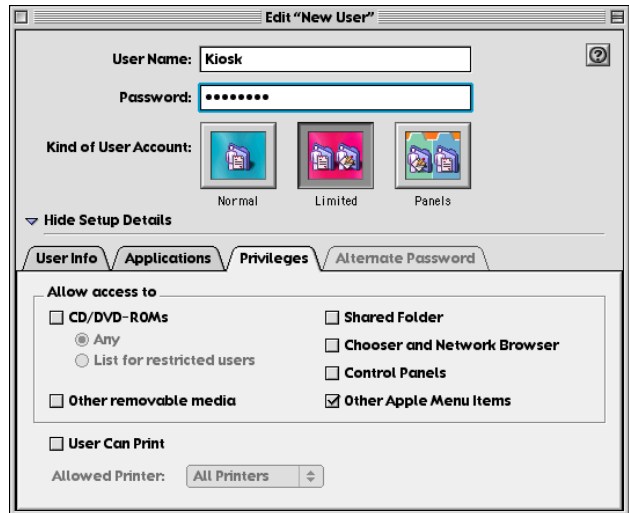 Edit “New User”
User Name: Kiosk
Password: ••••••••
Kind of User Account:
Normal Limited Panels
Hide Setup Details
User Info Applications Privileges Alternate Password
Allow access to
CD/DVD-ROMs
Any
List for restricted users
Other removable media
Shared Folder
Chooser and Network Browser
Control Panels
Other Apple Menu Items
User Can Print
Allowed Printer: All Printers